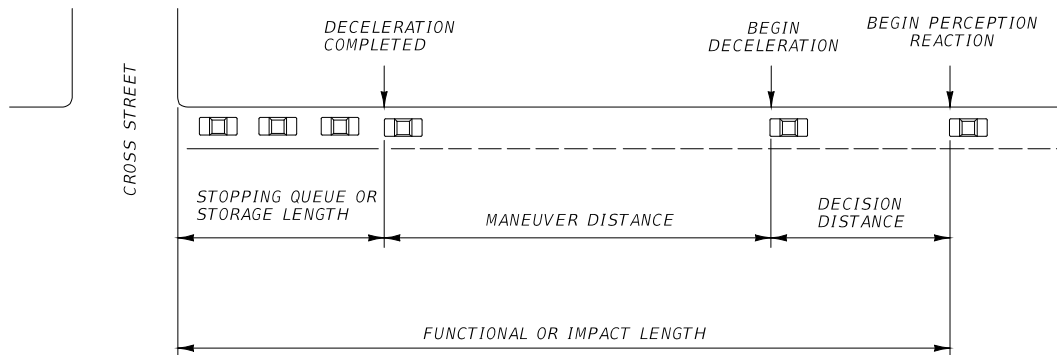 DECELERATION
COMPLETED
BEGIN
DECELERATION
BEGIN PERCEPTION
REACTION
CROSS STREET
STOPPING QUEUE OR
STORAGE LENGTH
MANEUVER DISTANCE
DECISION
DISTANCE
FUNCTIONAL OR IMPACT LENGTH